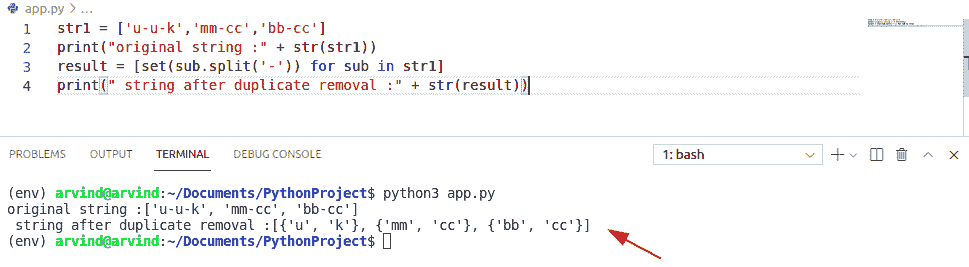 app.py > ...
1 str1 = ['u-u-k','mm-cc','bb-cc']
2 print("original string :" + str(str1))
3 result = [set(sub.split('-')) for sub in str1]
4 print(" string after duplicate removal :" + str(result))
PROBLEMS OUTPUT TERMINAL DEBUG CONSOLE 1: bash
(env) arvind@arvind:~/Documents/PythonProject$ python3 app.py
original string :['u-u-k', 'mm-cc', 'bb-cc']
 string after duplicate removal :[{'u', 'k'}, {'mm', 'cc'}, {'bb', 'cc'}]
(env) arvind@arvind:~/Documents/PythonProject$